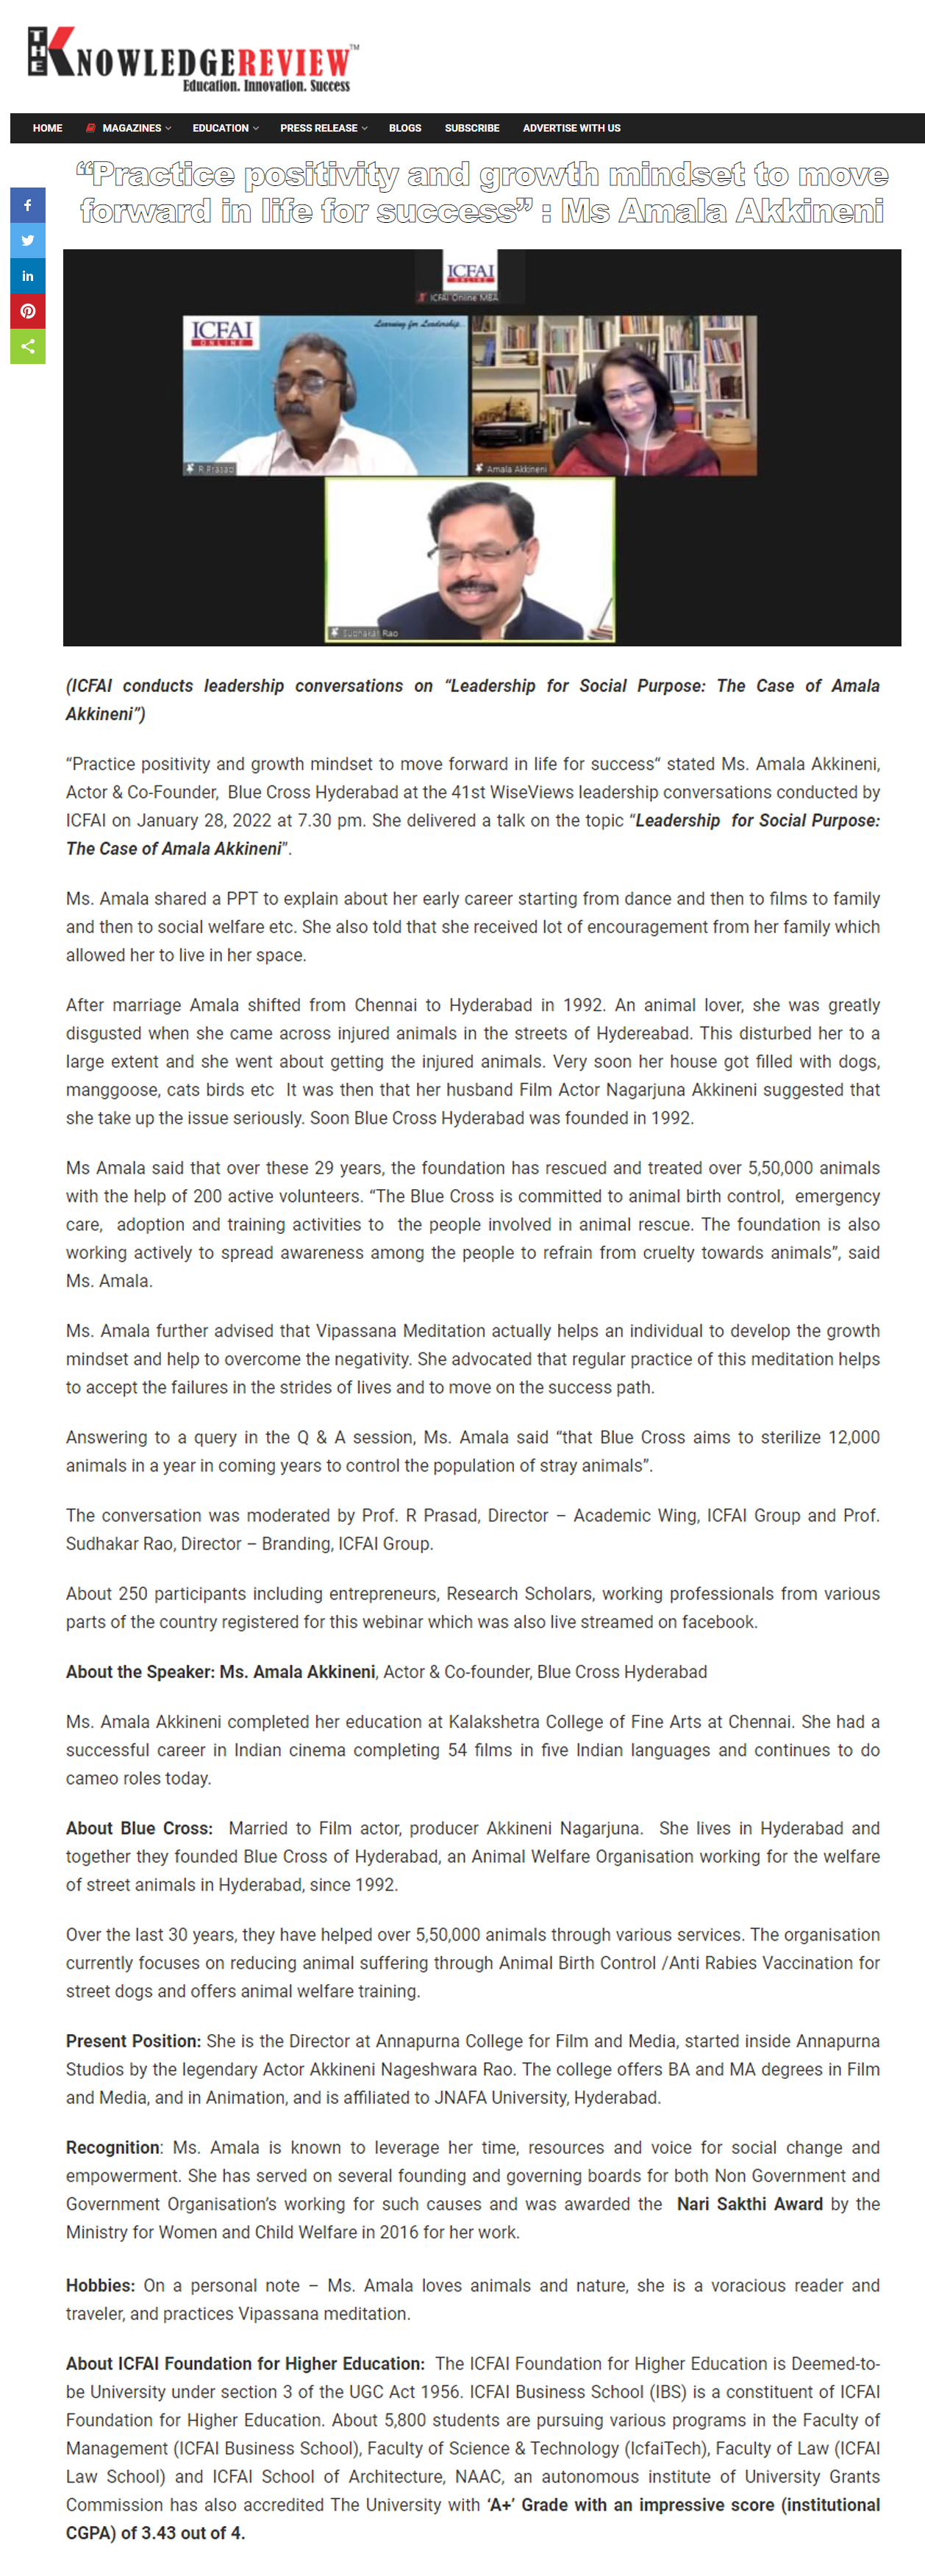 THE KNOWLEDGEREVIEW™
Education. Innovation. Success
HOME MAGAZINES EDUCATION PRESS RELEASE BLOGS SUBSCRIBE ADVERTISE WITH US
“Practice positivity and growth mindset to move
forward in life for success” : Ms Amala Akkineni
ICFAI
ONLINE
ICFAI Online MBA
ICFAI
ONLINE
Learning for Leadership...
R Prasad
Amala Akkineni
Sudhakar Rao
(ICFAI conducts leadership conversations on “Leadership for Social Purpose: The Case of Amala
Akkineni”)
“Practice positivity and growth mindset to move forward in life for success“ stated Ms. Amala Akkineni,
Actor & Co-Founder, Blue Cross Hyderabad at the 41st WiseViews leadership conversations conducted by
ICFAI on January 28, 2022 at 7.30 pm. She delivered a talk on the topic “Leadership for Social Purpose:
The Case of Amala Akkineni”.
Ms. Amala shared a PPT to explain about her early career starting from dance and then to films to family
and then to social welfare etc. She also told that she received lot of encouragement from her family which
allowed her to live in her space.
After marriage Amala shifted from Chennai to Hyderabad in 1992. An animal lover, she was greatly
disgusted when she came across injured animals in the streets of Hydereabad. This disturbed her to a
large extent and she went about getting the injured animals. Very soon her house got filled with dogs,
manggoose, cats birds etc It was then that her husband Film Actor Nagarjuna Akkineni suggested that
she take up the issue seriously. Soon Blue Cross Hyderabad was founded in 1992.
Ms Amala said that over these 29 years, the foundation has rescued and treated over 5,50,000 animals
with the help of 200 active volunteers. “The Blue Cross is committed to animal birth control, emergency
care, adoption and training activities to the people involved in animal rescue. The foundation is also
working actively to spread awareness among the people to refrain from cruelty towards animals”, said
Ms. Amala.
Ms. Amala further advised that Vipassana Meditation actually helps an individual to develop the growth
mindset and help to overcome the negativity. She advocated that regular practice of this meditation helps
to accept the failures in the strides of lives and to move on the success path.
Answering to a query in the Q & A session, Ms. Amala said “that Blue Cross aims to sterilize 12,000
animals in a year in coming years to control the population of stray animals”.
The conversation was moderated by Prof. R Prasad, Director – Academic Wing, ICFAI Group and Prof.
Sudhakar Rao, Director – Branding, ICFAI Group.
About 250 participants including entrepreneurs, Research Scholars, working professionals from various
parts of the country registered for this webinar which was also live streamed on facebook.
About the Speaker: Ms. Amala Akkineni, Actor & Co-founder, Blue Cross Hyderabad
Ms. Amala Akkineni completed her education at Kalakshetra College of Fine Arts at Chennai. She had a
successful career in Indian cinema completing 54 films in five Indian languages and continues to do
cameo roles today.
About Blue Cross: Married to Film actor, producer Akkineni Nagarjuna. She lives in Hyderabad and
together they founded Blue Cross of Hyderabad, an Animal Welfare Organisation working for the welfare
of street animals in Hyderabad, since 1992.
Over the last 30 years, they have helped over 5,50,000 animals through various services. The organisation
currently focuses on reducing animal suffering through Animal Birth Control /Anti Rabies Vaccination for
street dogs and offers animal welfare training.
Present Position: She is the Director at Annapurna College for Film and Media, started inside Annapurna
Studios by the legendary Actor Akkineni Nageshwara Rao. The college offers BA and MA degrees in Film
and Media, and in Animation, and is affiliated to JNAFA University, Hyderabad.
Recognition: Ms. Amala is known to leverage her time, resources and voice for social change and
empowerment. She has served on several founding and governing boards for both Non Government and
Government Organisation’s working for such causes and was awarded the Nari Sakthi Award by the
Ministry for Women and Child Welfare in 2016 for her work.
Hobbies: On a personal note – Ms. Amala loves animals and nature, she is a voracious reader and
traveler, and practices Vipassana meditation.
About ICFAI Foundation for Higher Education: The ICFAI Foundation for Higher Education is Deemed-to-
be University under section 3 of the UGC Act 1956. ICFAI Business School (IBS) is a constituent of ICFAI
Foundation for Higher Education. About 5,800 students are pursuing various programs in the Faculty of
Management (ICFAI Business School), Faculty of Science & Technology (IcfaiTech), Faculty of Law (ICFAI
Law School) and ICFAI School of Architecture, NAAC, an autonomous institute of University Grants
Commission has also accredited The University with ‘A+’ Grade with an impressive score (institutional
CGPA) of 3.43 out of 4.